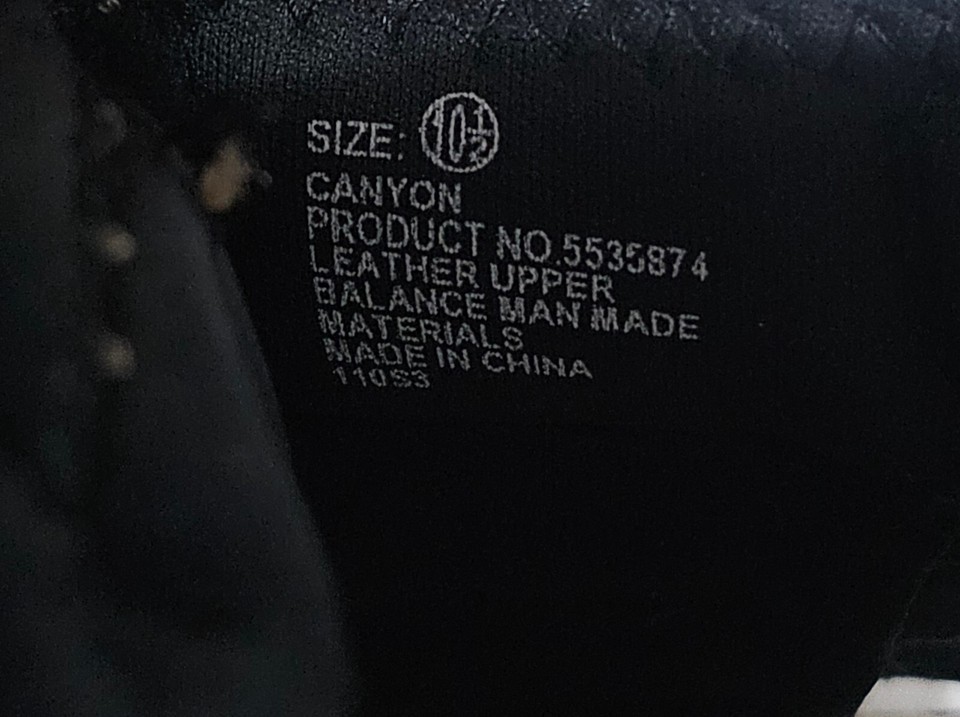 SIZE: 10½
CANYON
PRODUCT NO.5535874
LEATHER UPPER
BALANCE MAN MADE
MATERIALS
MADE IN CHINA
110S3